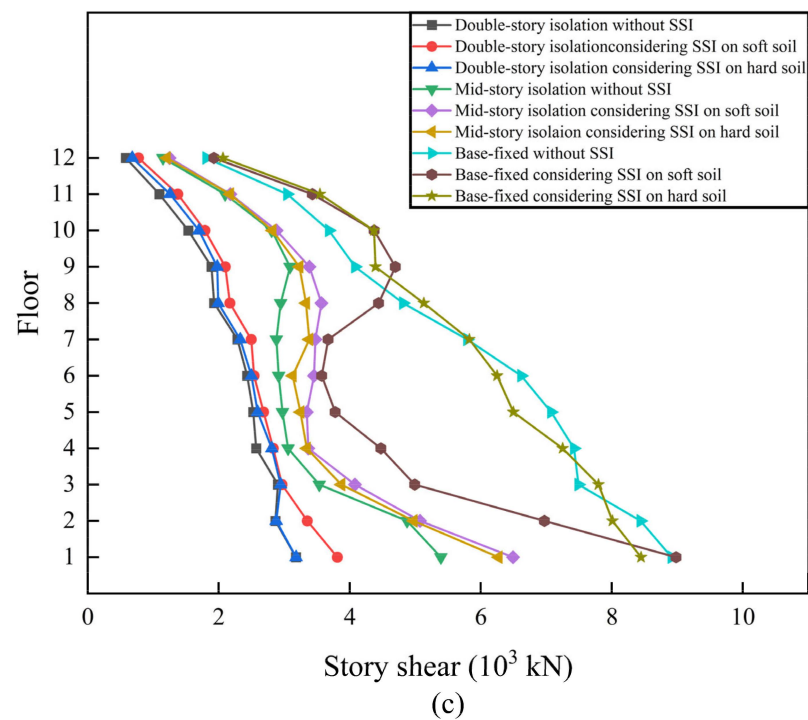 Double-story isolation without SSI
Double-story isolationconsidering SSI on soft soil
Double-story isolation considering SSI on hard soil
Mid-story isolation without SSI
Mid-story isolation considering SSI on soft soil
Mid-story isolaion considering SSI on hard soil
Base-fixed without SSI
Base-fixed considering SSI on soft soil
Base-fixed considering SSI on hard soil
12
11
10
9
8
7
6
5
4
3
2
1
Floor
0 2 4 6 8 10
Story shear (10³ kN)
(c)